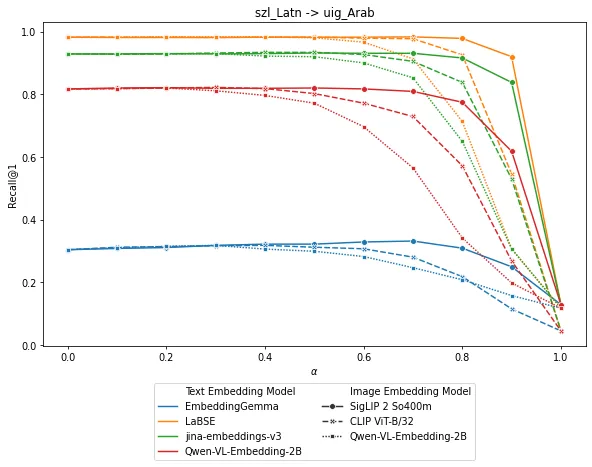 szl_Latn -> uig_Arab
Recall@1
1.0
0.8
0.6
0.4
0.2
0.0
0.0 0.2 0.4 0.6 0.8 1.0
α
Text Embedding Model
EmbeddingGemma
LaBSE
jina-embeddings-v3
Qwen-VL-Embedding-2B
Image Embedding Model
SigLIP 2 So400m
CLIP ViT-B/32
Qwen-VL-Embedding-2B